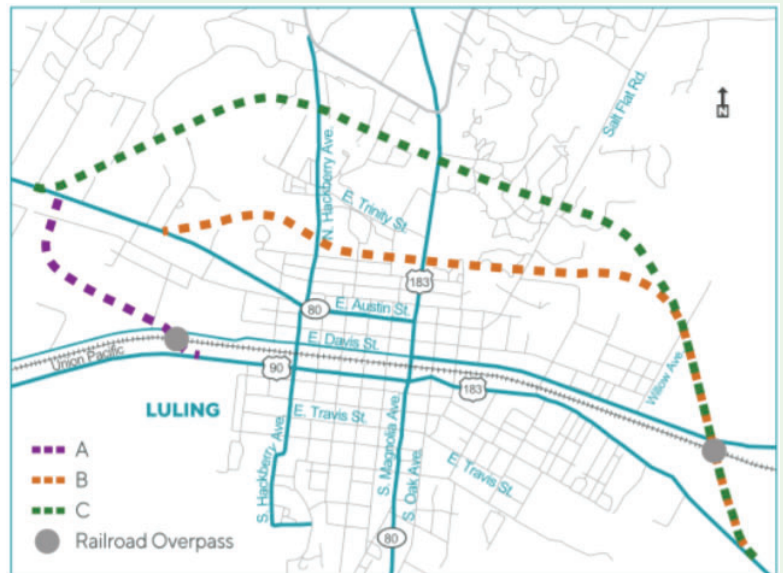 Salt Flat Rd.
N
N. Hackberry Ave.
E. Trinity St.
183
80
E. Austin St.
E. Davis St.
Union Pacific
90
183
Willow Ave.
LULING
E. Travis St.
S. Hackberry Ave.
S. Magnolia Ave.
S. Oak Ave.
E. Travis St.
A
B
C
Railroad Overpass
80